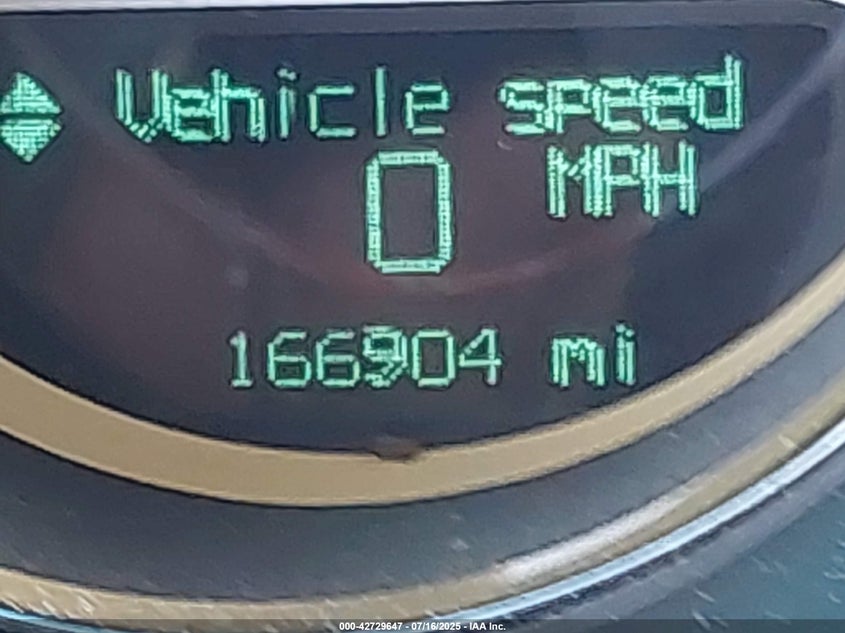 Vehicle speed
0 MPH
166904 mi
000-42729647 - 07/16/2025 - IAA Inc.